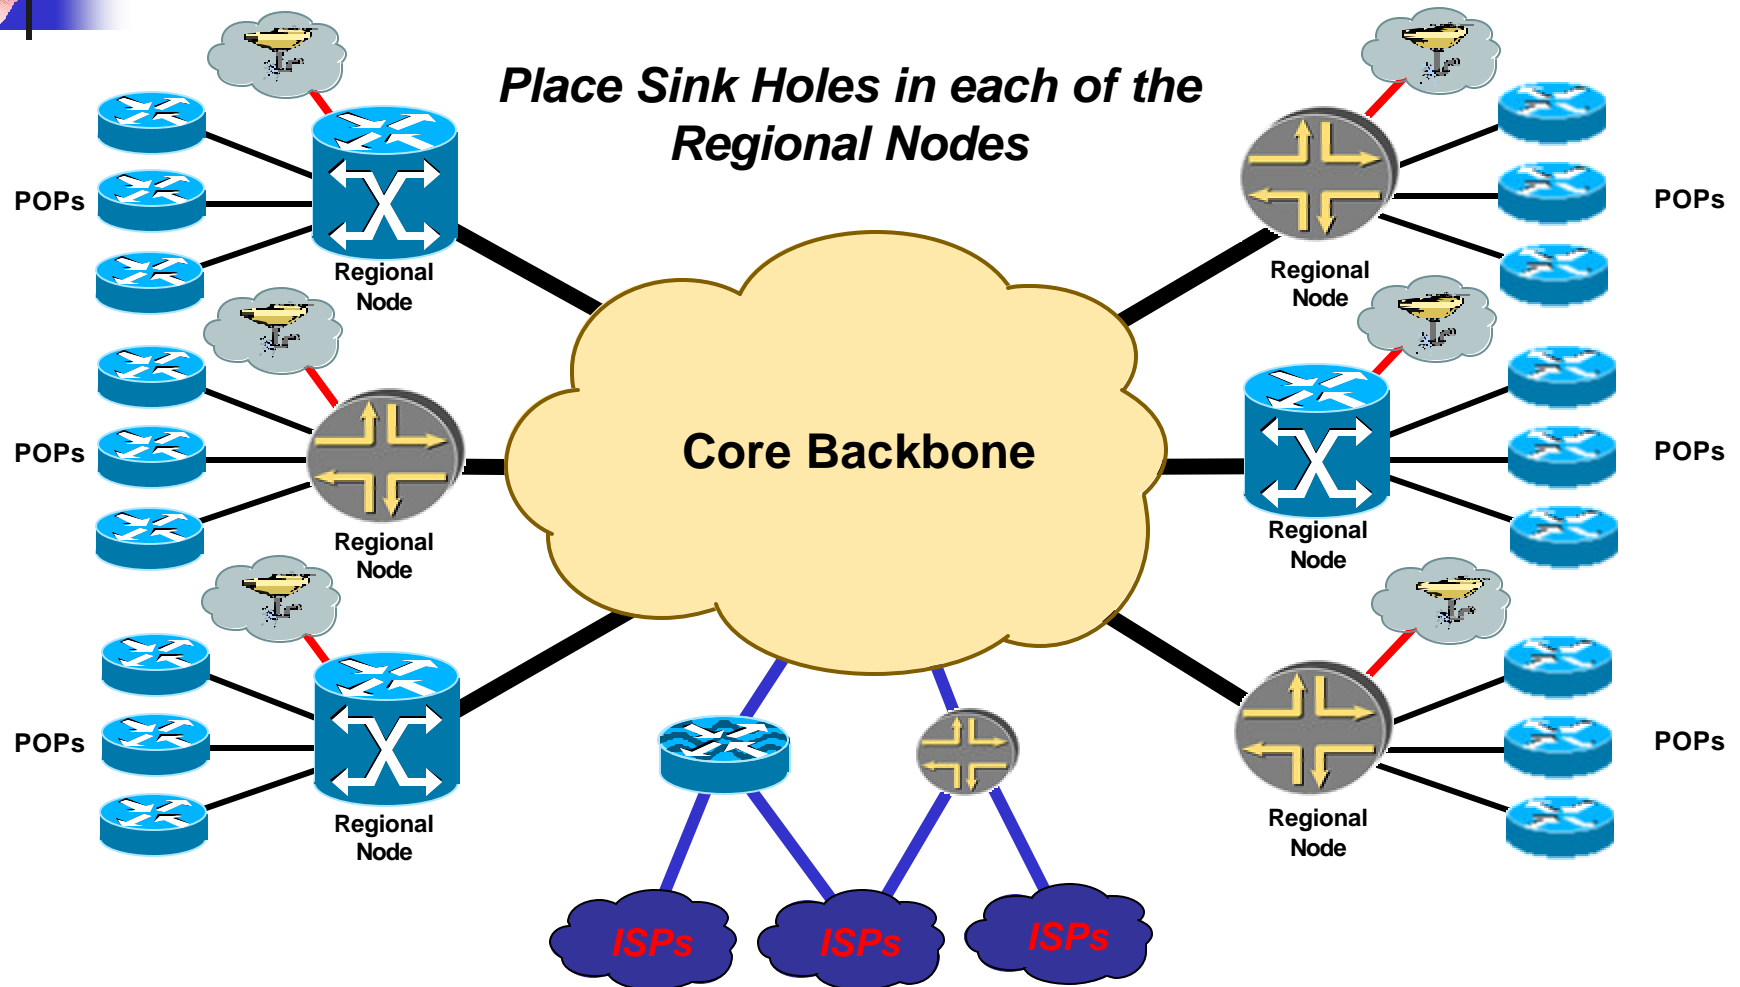 Place Sink Holes in each of the
Regional Nodes
POPs
Regional
Node
POPs
Regional
Node
POPs
Regional
Node
Core Backbone
POPs
Regional
Node
POPs
Regional
Node
POPs
Regional
Node
ISPs
ISPs
ISPs